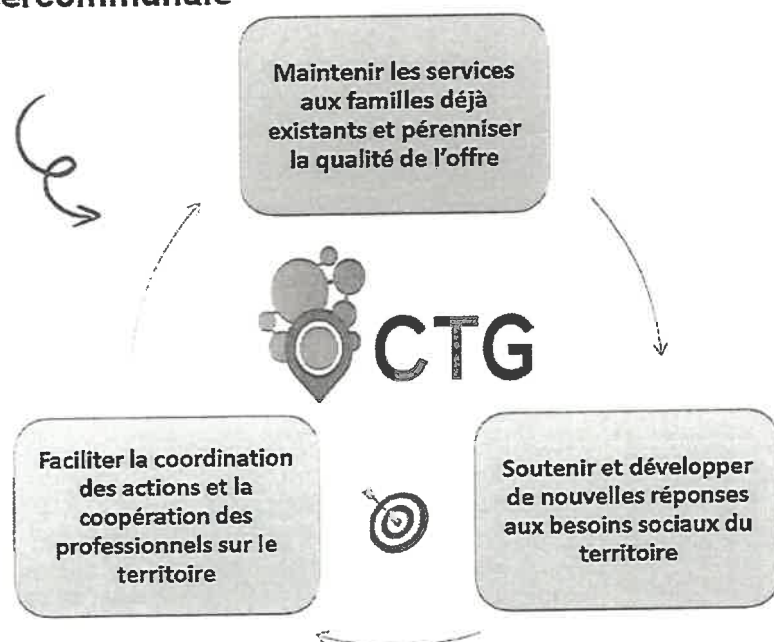 Maintenir les services
aux familles déjà
existants et pérenniser
la qualité de l'offre
CTG
Faciliter la coordination
des actions et la
coopération des
professionnels sur le
territoire
Soutenir et développer
de nouvelles réponses
aux besoins sociaux du
territoire